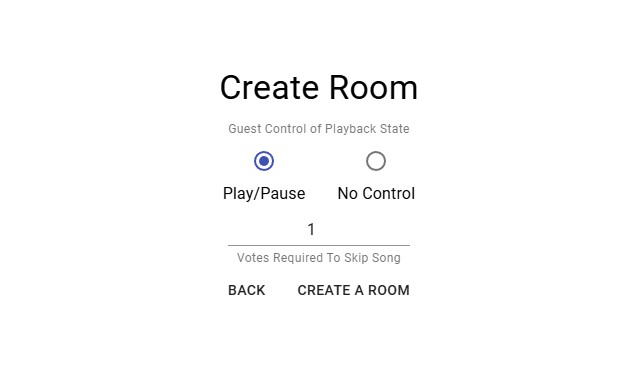 Create Room
Guest Control of Playback State
Play/Pause No Control
1
Votes Required To Skip Song
BACK CREATE A ROOM